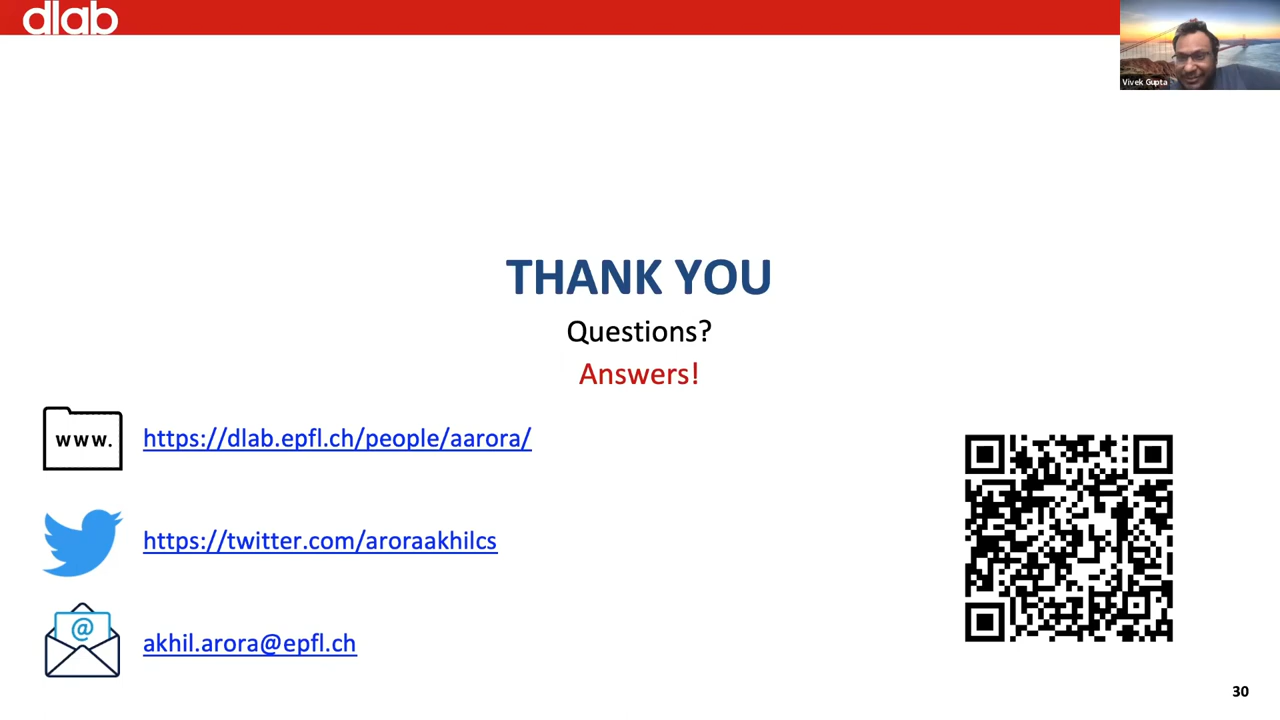 dlab
Vivek Gupta
THANK YOU
Questions?
Answers!
www.
https://dlab.epfl.ch/people/aarora/
https://twitter.com/aroraakhilcs
@
akhil.arora@epfl.ch
30